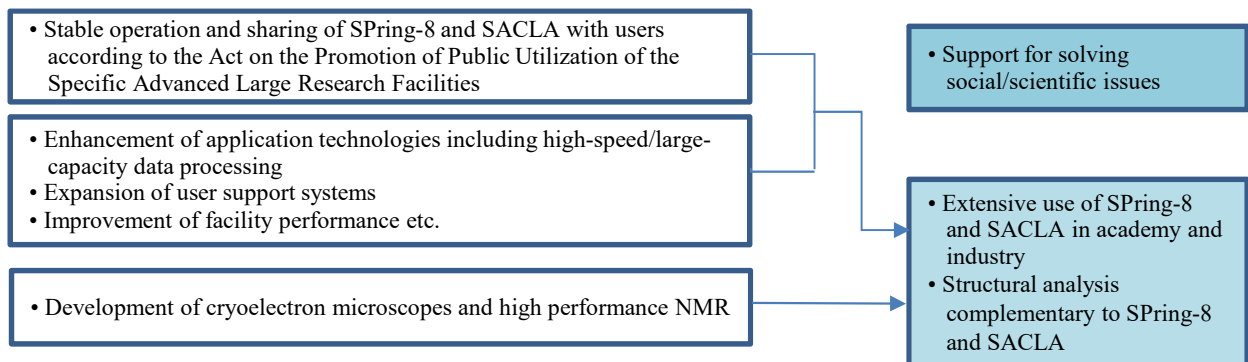 • Stable operation and sharing of SPring-8 and SACLA with users
according to the Act on the Promotion of Public Utilization of the
Specific Advanced Large Research Facilities
• Enhancement of application technologies including high-speed/large-
capacity data processing
• Expansion of user support systems
• Improvement of facility performance etc.
• Development of cryoelectron microscopes and high performance NMR
• Support for solving
social/scientific issues
• Extensive use of SPring-8
and SACLA in academy and
industry
• Structural analysis
complementary to SPring-8
and SACLA